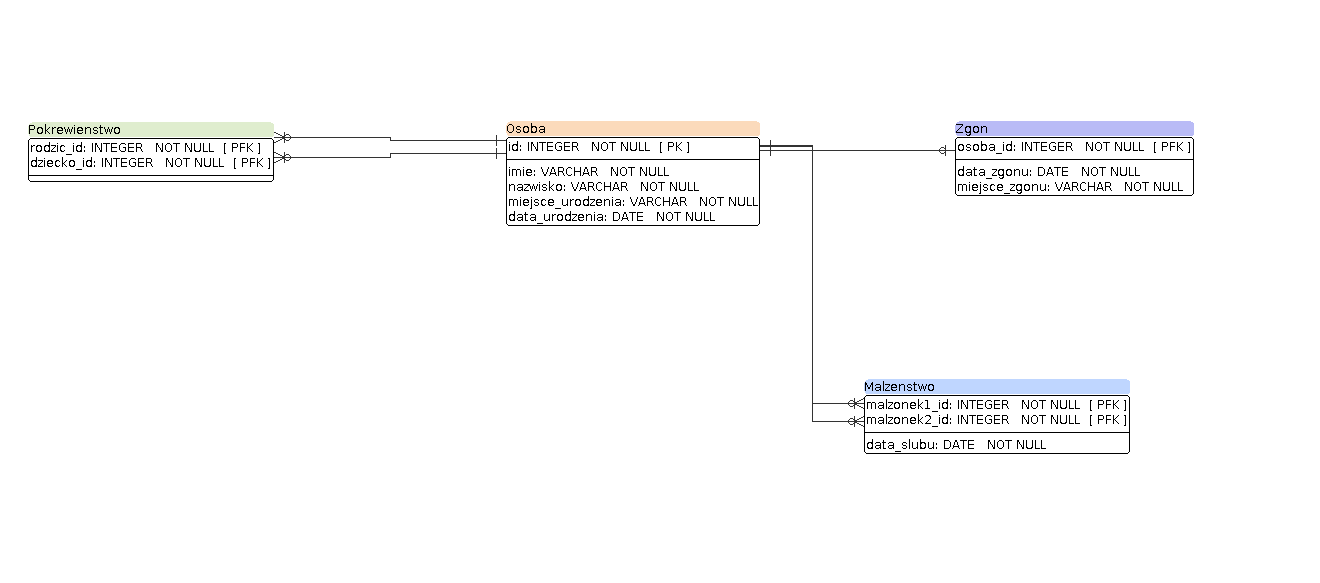 Pokrewienstwo
rodzic_id: INTEGER NOT NULL [ PFK ]
dziecko_id: INTEGER NOT NULL [ PFK ]
Osoba
id: INTEGER NOT NULL [ PK ]
imie: VARCHAR NOT NULL
nazwisko: VARCHAR NOT NULL
miejsce_urodzenia: VARCHAR NOT NULL
data_urodzenia: DATE NOT NULL
Zgon
osoba_id: INTEGER NOT NULL [ PFK ]
data_zgonu: DATE NOT NULL
miejsce_zgonu: VARCHAR NOT NULL
Malzenstwo
malzonek1_id: INTEGER NOT NULL [ PFK ]
malzonek2_id: INTEGER NOT NULL [ PFK ]
data_slubu: DATE NOT NULL